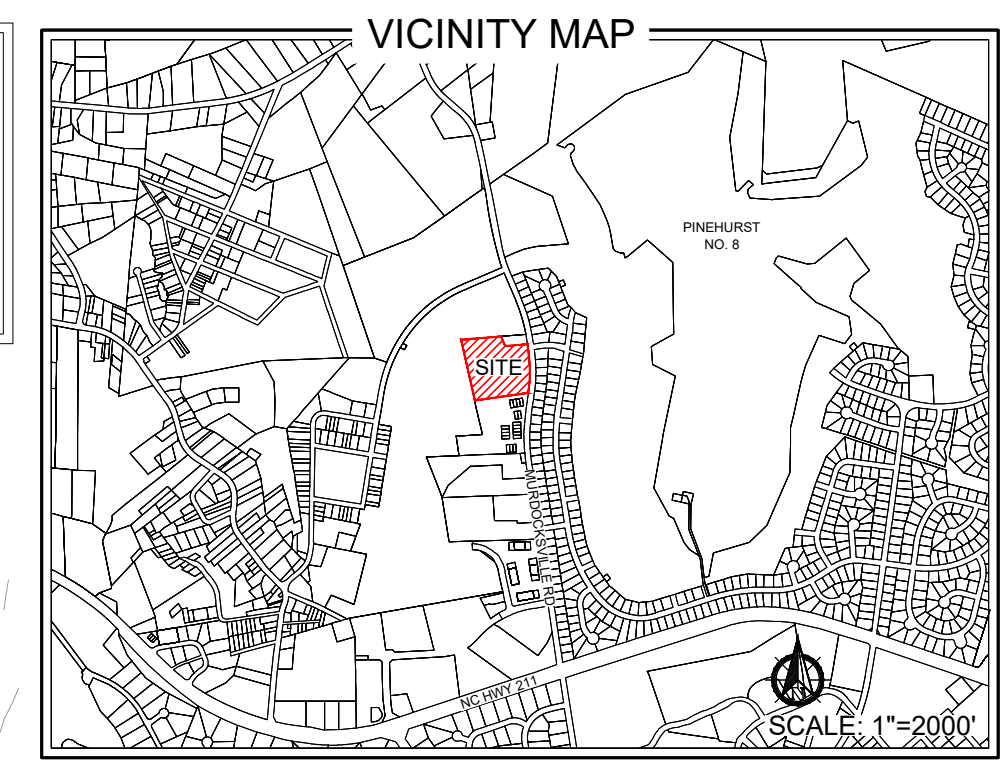 VICINITY MAP
PINEHURST
NO. 8
SITE
MURDOCKSVILLE RD
NC HWY 211
SCALE: 1"=2000'